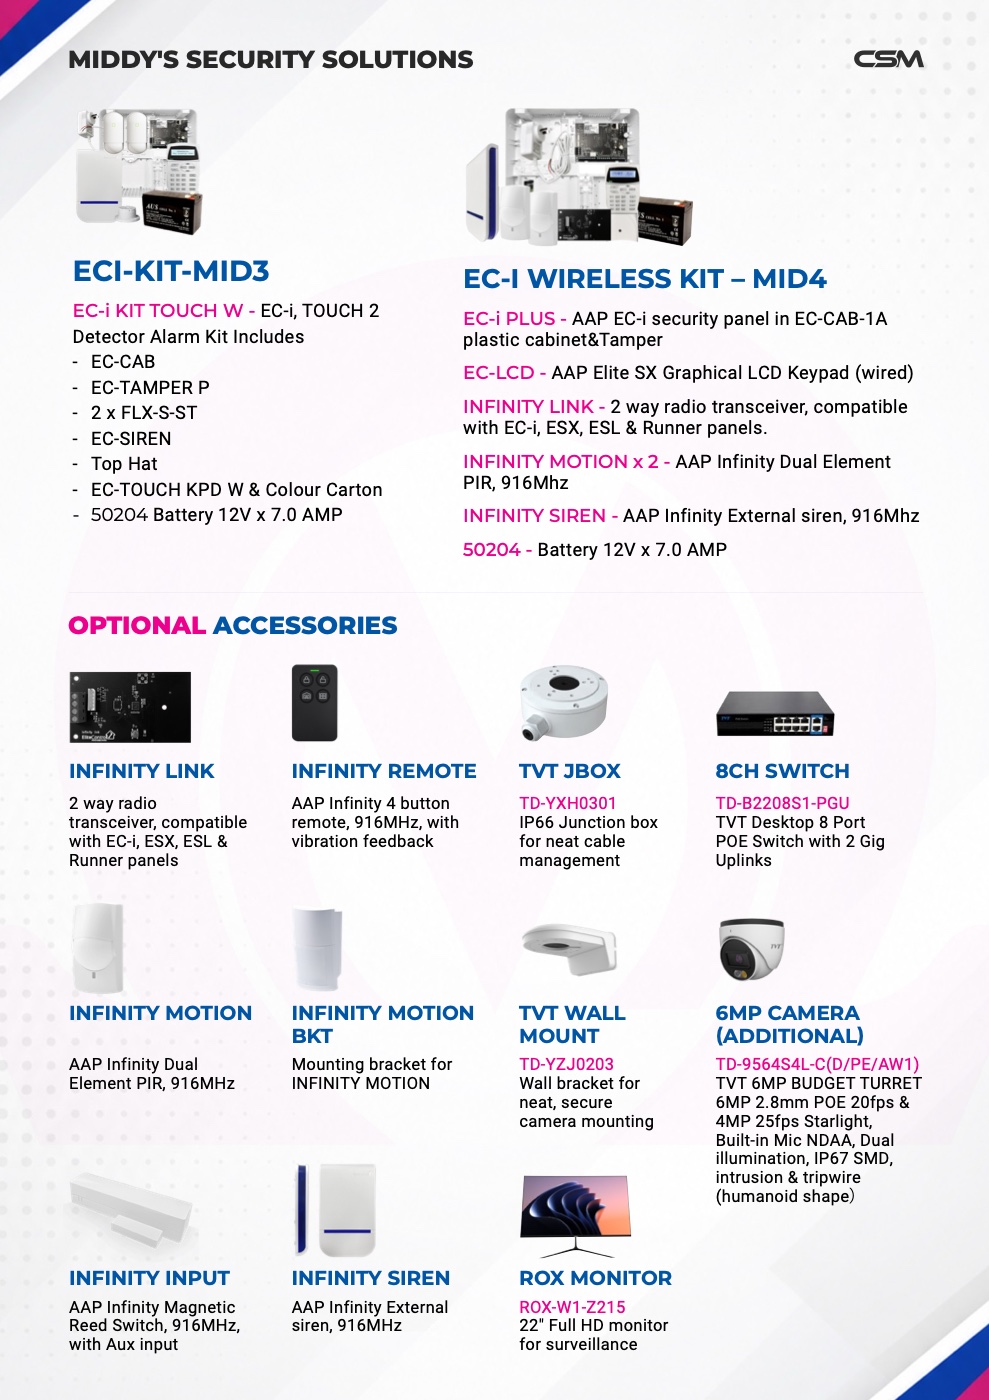 MIDDY'S SECURITY SOLUTIONS
CSM
ECI-KIT-MID3
EC-i KIT TOUCH W - EC-i, TOUCH 2
Detector Alarm Kit Includes
- EC-CAB
- EC-TAMPER P
- 2 x FLX-S-ST
- EC-SIREN
- Top Hat
- EC-TOUCH KPD W & Colour Carton
- 50204 Battery 12V x 7.0 AMP
EC-I WIRELESS KIT – MID4
EC-i PLUS - AAP EC-i security panel in EC-CAB-1A
plastic cabinet&Tamper
EC-LCD - AAP Elite SX Graphical LCD Keypad (wired)
INFINITY LINK - 2 way radio transceiver, compatible
with EC-i, ESX, ESL & Runner panels.
INFINITY MOTION x 2 - AAP Infinity Dual Element
PIR, 916Mhz
INFINITY SIREN - AAP Infinity External siren, 916Mhz
50204 - Battery 12V x 7.0 AMP
OPTIONAL ACCESSORIES
INFINITY LINK
2 way radio
transceiver, compatible
with EC-i, ESX, ESL &
Runner panels
INFINITY REMOTE
AAP Infinity 4 button
remote, 916MHz, with
vibration feedback
TVT JBOX
TD-YXH0301
IP66 Junction box
for neat cable
management
8CH SWITCH
TD-B2208S1-PGU
TVT Desktop 8 Port
POE Switch with 2 Gig
Uplinks
INFINITY MOTION
AAP Infinity Dual
Element PIR, 916MHz
INFINITY MOTION
BKT
Mounting bracket for
INFINITY MOTION
TVT WALL
MOUNT
TD-YZJ0203
Wall bracket for
neat, secure
camera mounting
TVT
6MP CAMERA
(ADDITIONAL)
TD-9564S4L-C(D/PE/AW1)
TVT 6MP BUDGET TURRET
6MP 2.8mm POE 20fps &
4MP 25fps Starlight,
Built-in Mic NDAA, Dual
illumination, IP67 SMD,
intrusion & tripwire
(humanoid shape）
INFINITY INPUT
AAP Infinity Magnetic
Reed Switch, 916MHz,
with Aux input
INFINITY SIREN
AAP Infinity External
siren, 916MHz
ROX MONITOR
ROX-W1-Z215
22" Full HD monitor
for surveillance